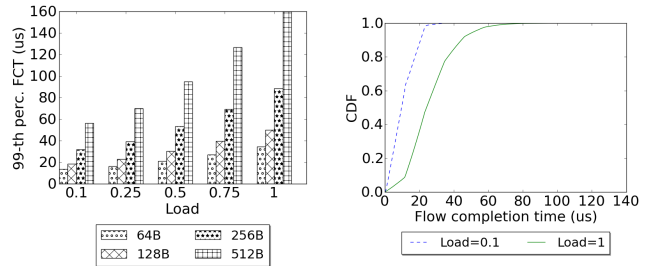 99-th perc. FCT (us)
160
140
120
100
80
60
40
20
0
0.1 0.25 0.5 0.75 1
Load
64B 256B
128B 512B
CDF
1.0
0.8
0.6
0.4
0.2
0.0
0 20 40 60 80 100 120 140
Flow completion time (us)
Load=0.1 Load=1